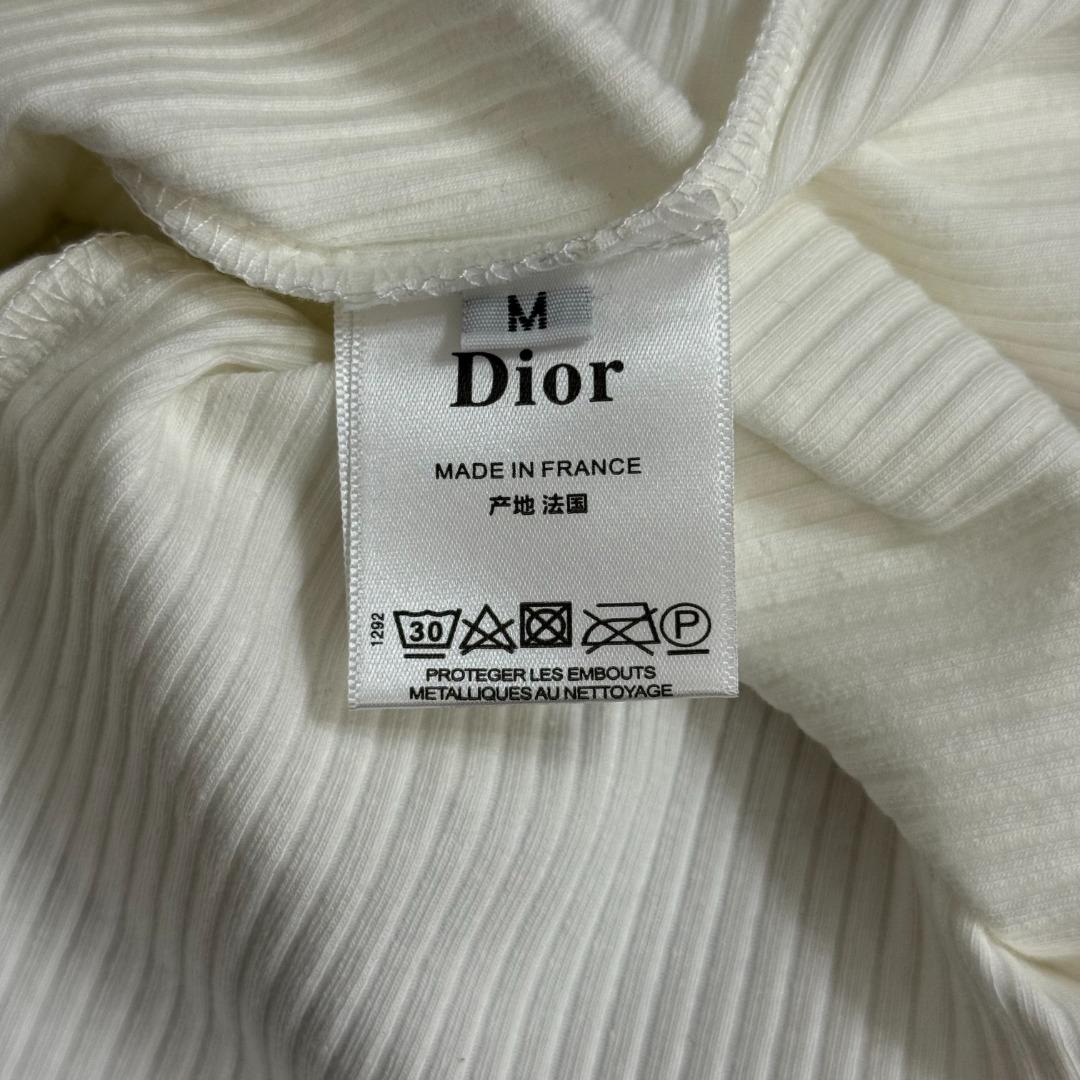 M
Dior
MADE IN FRANCE
产地 法国
1292
30
P
PROTEGER LES EMBOUTS
METALLIQUES AU NETTOYAGE